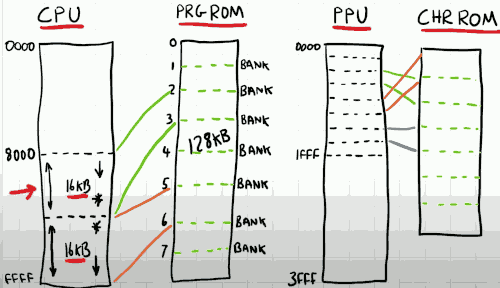 CPU
PRG ROM
PPU
CHR ROM
0000
8000
16KB
*
*
16KB
FFFF
0
1
BANK
2
BANK
3
BANK
128KB
4
BANK
5
BANK
6
BANK
7
BANK
0000
1FFF
3FFF